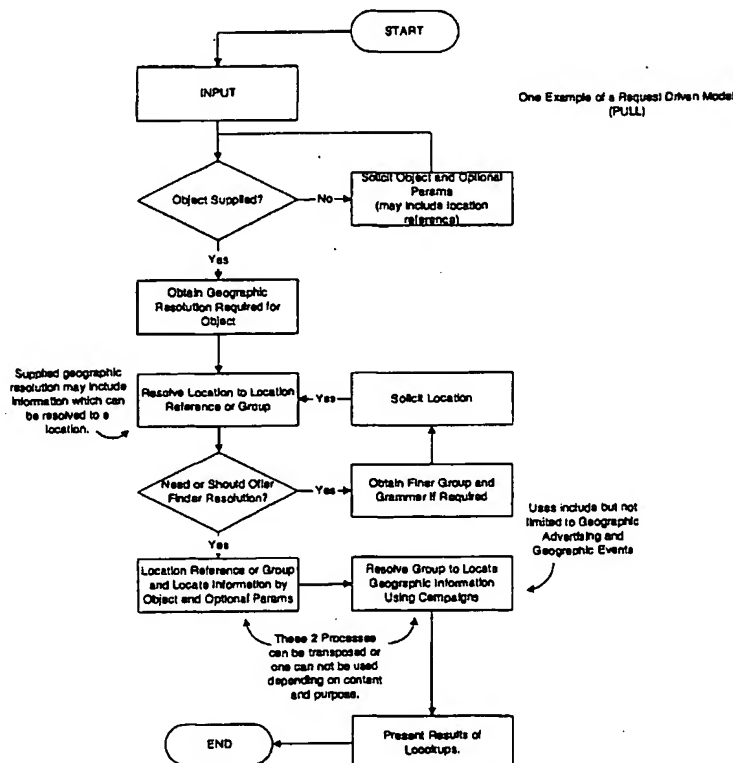 START
INPUT
One Example of a Request Driven Model
(PULL)
Object Supplied?
No
Solicit Object and Optional
Params
(may include location
reference)
Yes
Obtain Geographic
Resolution Required for
Object
Supplied geographic
resolution may include
information which can
be resolved to a
location.
Resolve Location to Location
Reference or Group
Yes
Solicit Location
Need or Should Offer
Finder Resolution?
Yes
Obtain Finer Group and
Grammer If Required
Uses include but not
limited to Geographic
Advertising and
Geographic Events
Yes
Location Reference or Group
and Locate Information by
Object and Optional Params
Resolve Group to Locate
Geographic Information
Using Campaigns
These 2 Processes
can be transposed or
one can not be used
depending on content
and purpose.
END
Present Results of
Loookups.